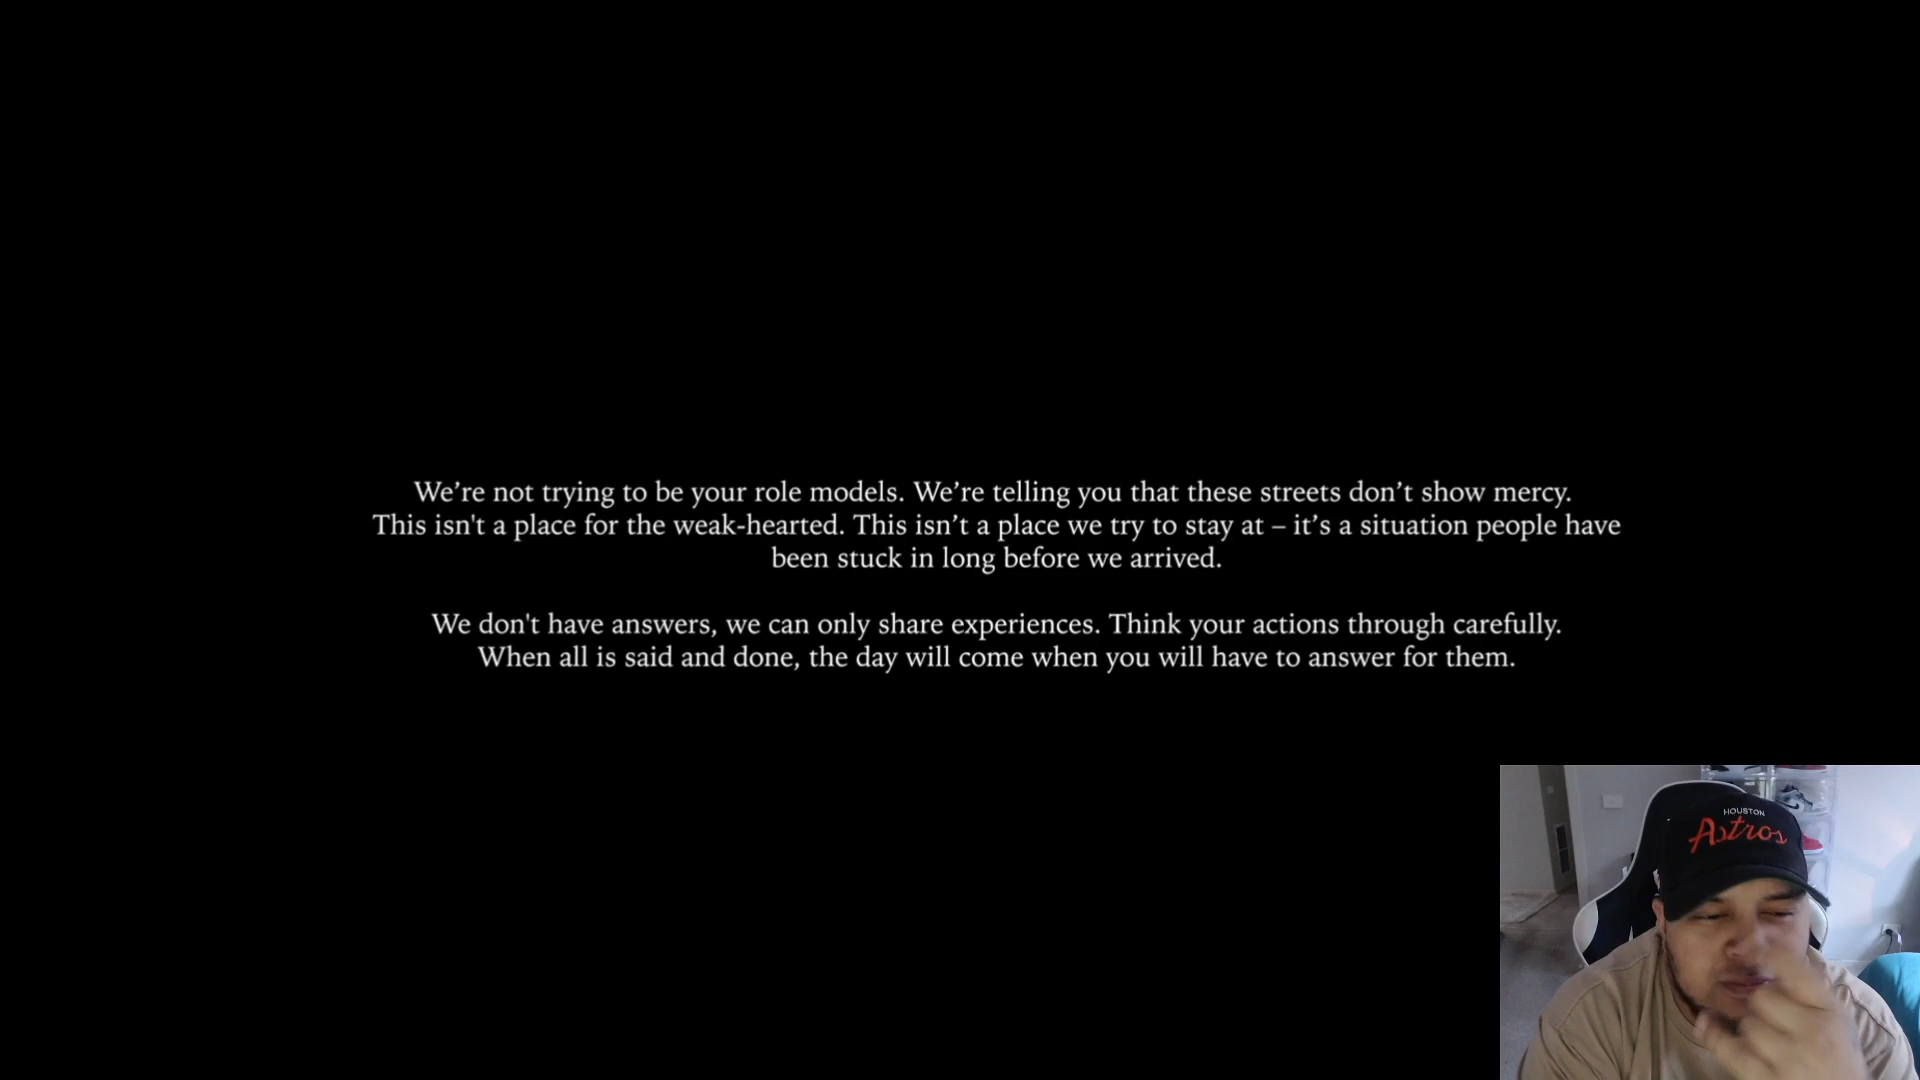 We’re not trying to be your role models. We’re telling you that these streets don’t show mercy.
This isn't a place for the weak-hearted. This isn’t a place we try to stay at – it’s a situation people have
been stuck in long before we arrived.
We don't have answers, we can only share experiences. Think your actions through carefully.
When all is said and done, the day will come when you will have to answer for them.
HOUSTON
Astros